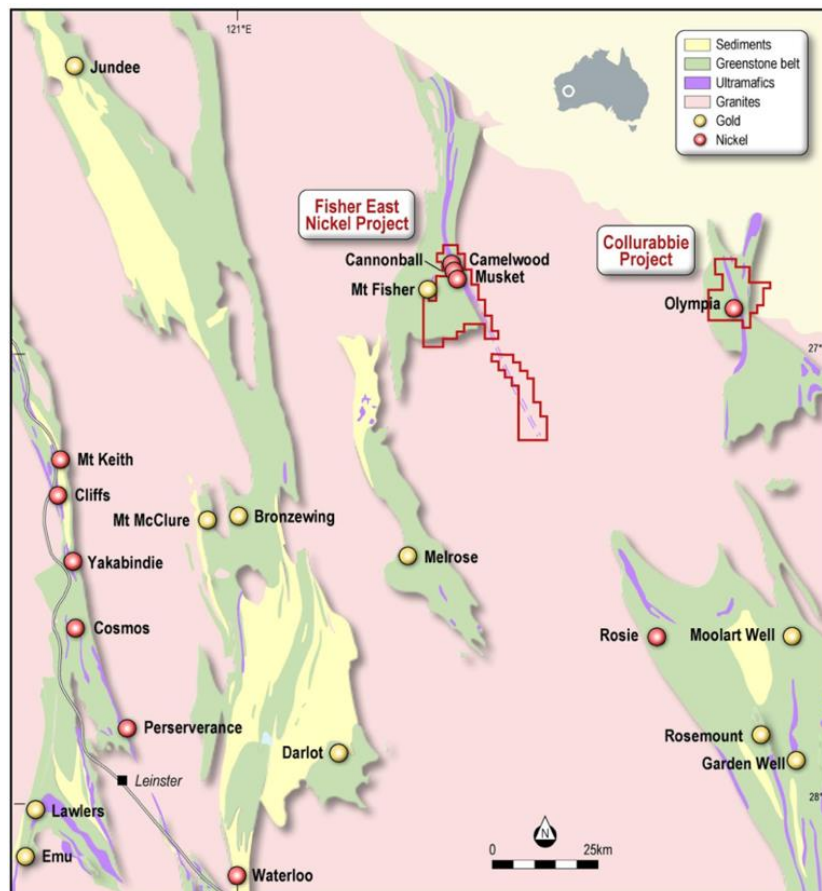 121°E
Jundee
Sediments
Greenstone belt
Ultramafics
Granites
Gold
Nickel
Fisher East
Nickel Project
Cannonball
Camelwood
Musket
Mt Fisher
Collurabbie
Project
Olympia
27°
Mt Keith
Cliffs
Mt McClure
Bronzewing
Yakabindie
Melrose
Cosmos
Rosie
Moolart Well
Perserverance
Darlot
Rosemount
Garden Well
Leinster
28°
Lawlers
Emu
Waterloo
N
0
25km